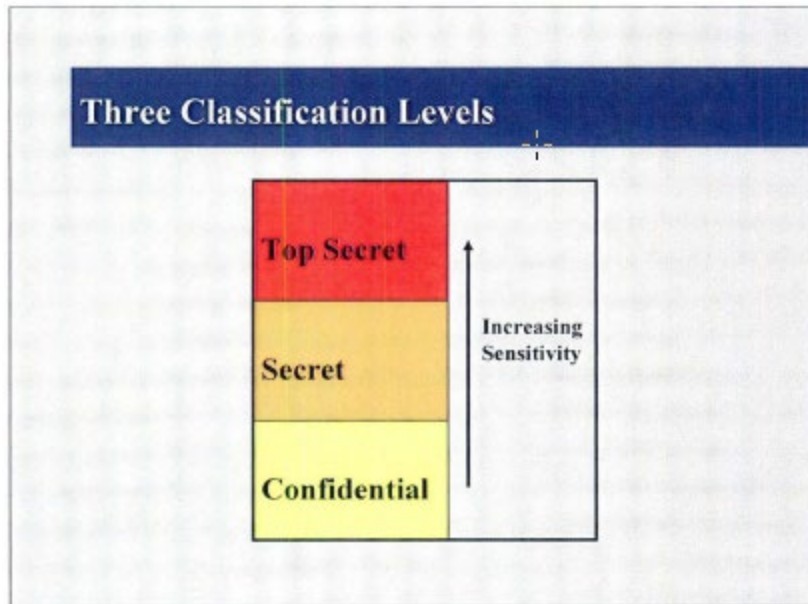 Three Classification Levels
Top Secret
Increasing
Sensitivity
Secret
Confidential